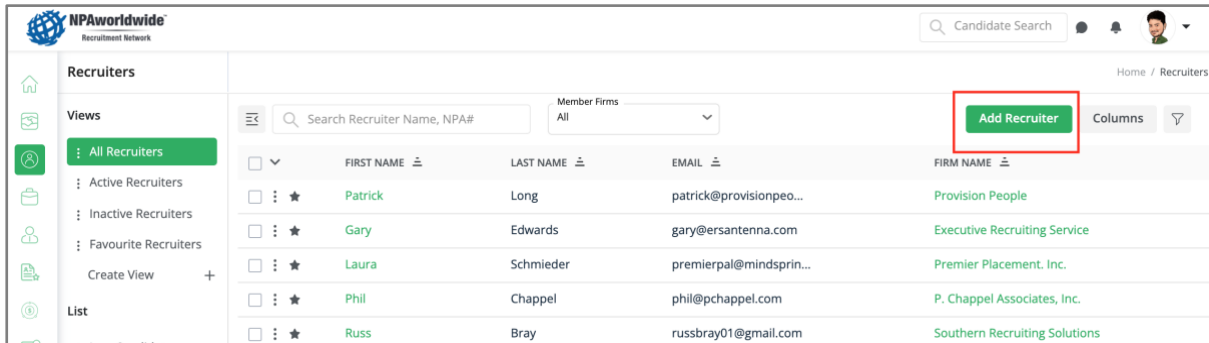 NPAworldwide™
Recruitment Network
Candidate Search
Recruiters
Home / Recruiters
Views
Search Recruiter Name, NPA#
Member Firms
All
Add Recruiter
Columns
All Recruiters
Active Recruiters
Inactive Recruiters
Favourite Recruiters
Create View +
List
FIRST NAME LAST NAME EMAIL FIRM NAME
Patrick Long patrick@provisionpeo... Provision People
Gary Edwards gary@ersantenna.com Executive Recruiting Service
Laura Schmieder premierpal@mindsprin... Premier Placement. Inc.
Phil Chappel phil@pchappel.com P. Chappel Associates, Inc.
Russ Bray russbray01@gmail.com Southern Recruiting Solutions